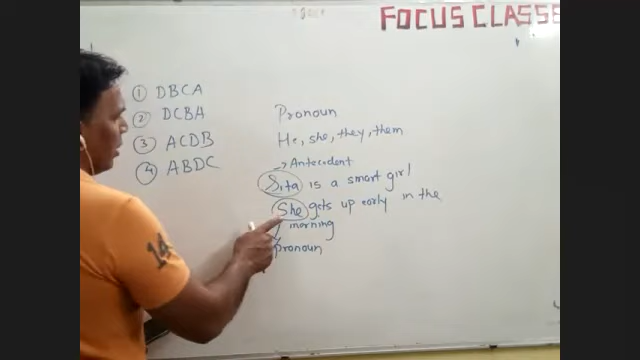 FOCUS CLASSE
① DBCA
② DCBA
③ ACDB
④ ABDC
Pronoun
He, she, they, them
→ Antecedent
Sita is a smart girl
She gets up early in the
morning
pronoun
14